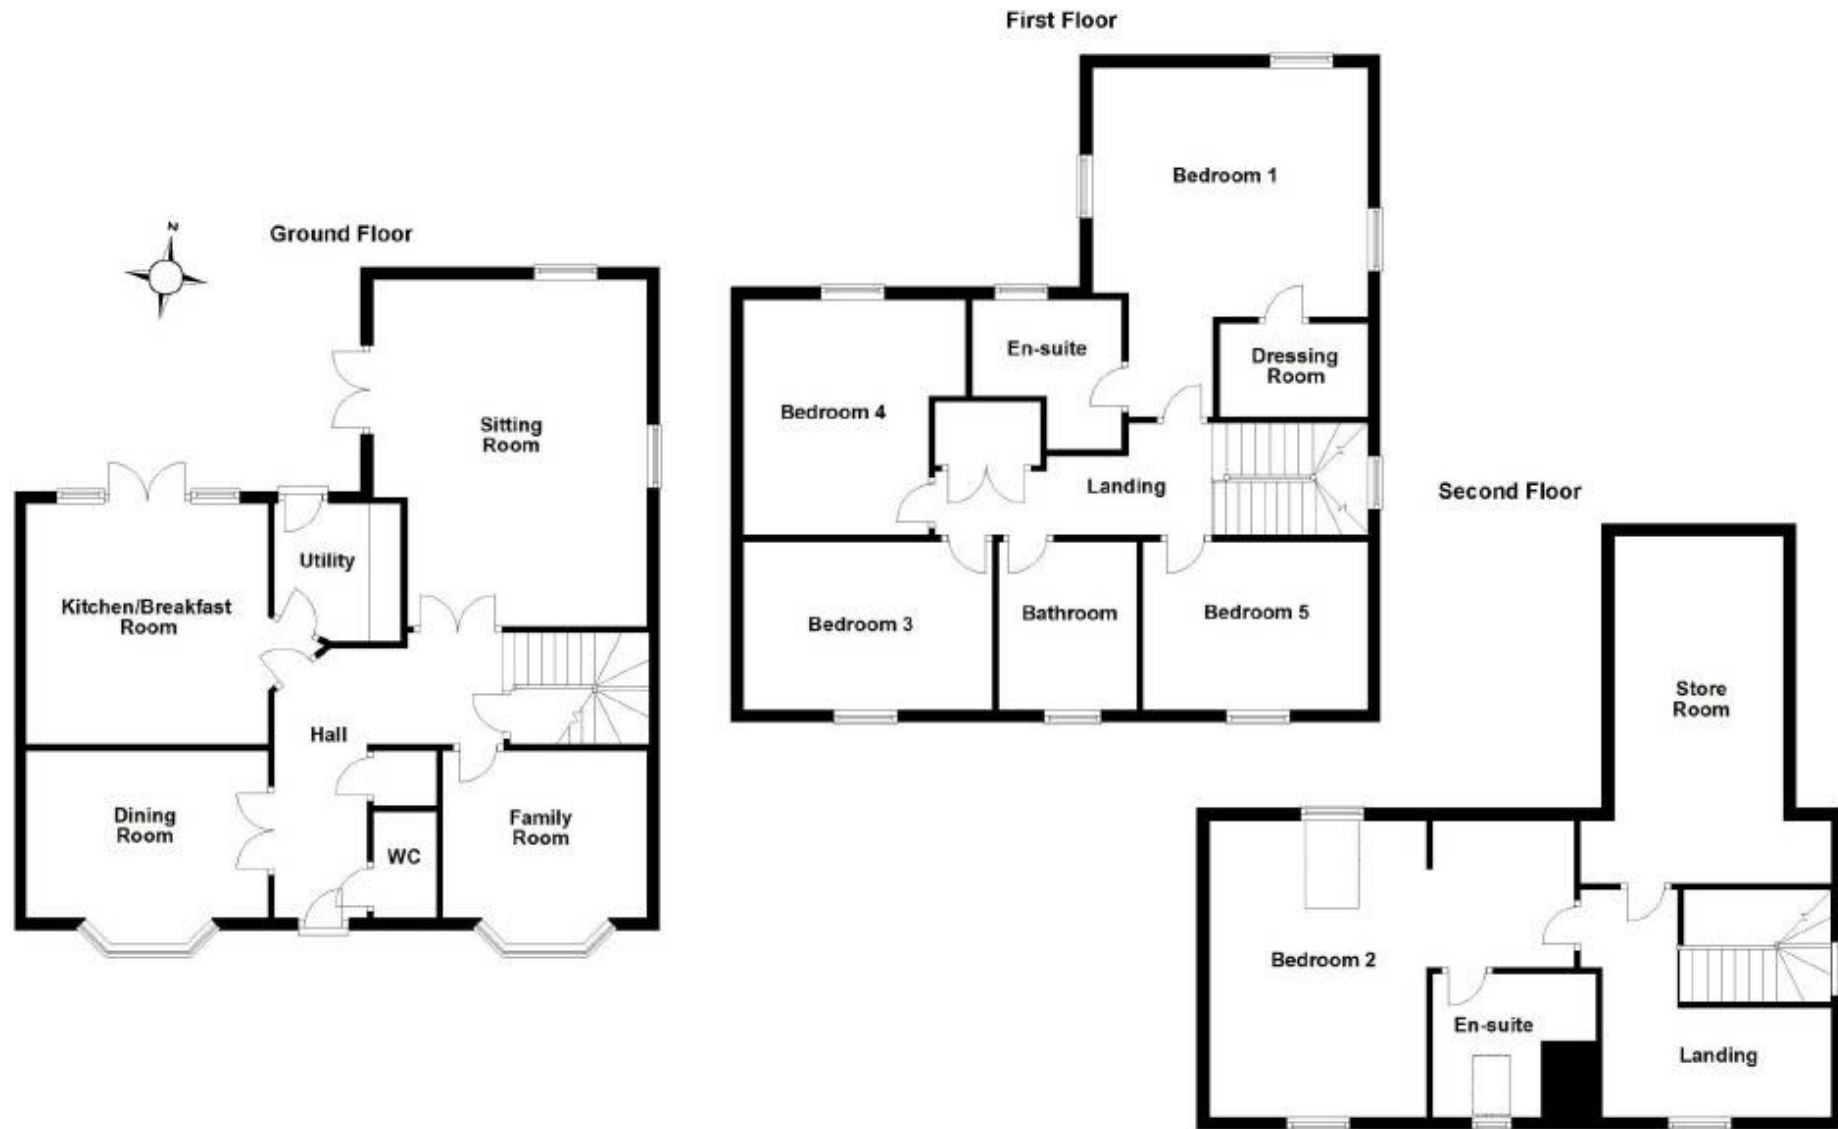 First Floor
Bedroom 1
En-suite
Dressing
Room
Bedroom 4
Landing
Bedroom 3
Bathroom
Bedroom 5
N
Ground Floor
Sitting
Room
Utility
Kitchen/Breakfast
Room
Hall
Dining
Room
WC
Family
Room
Second Floor
Store
Room
Bedroom 2
En-suite
Landing